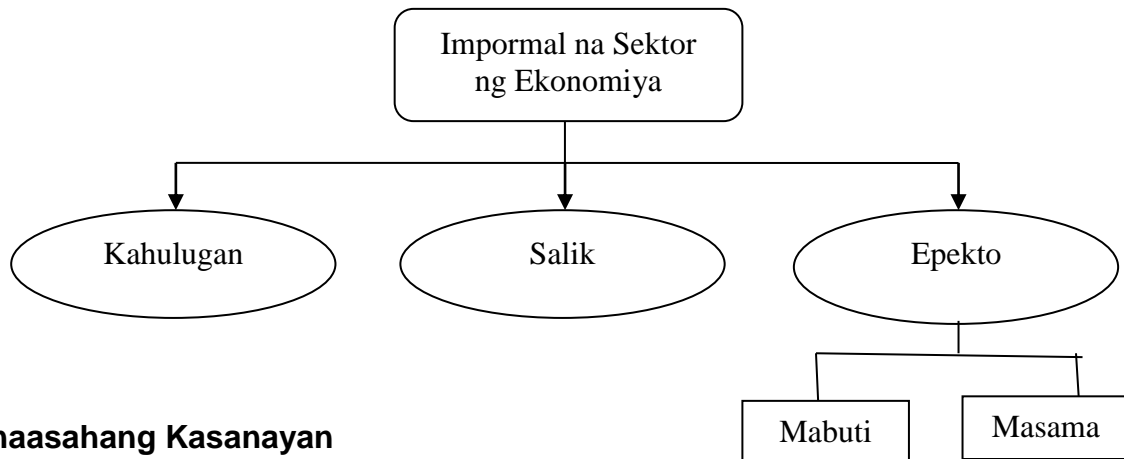 Impormal na Sektor
ng Ekonomiya
Kahulugan
Salik
Epekto
Mabuti
Masama
naasahang Kasanayan